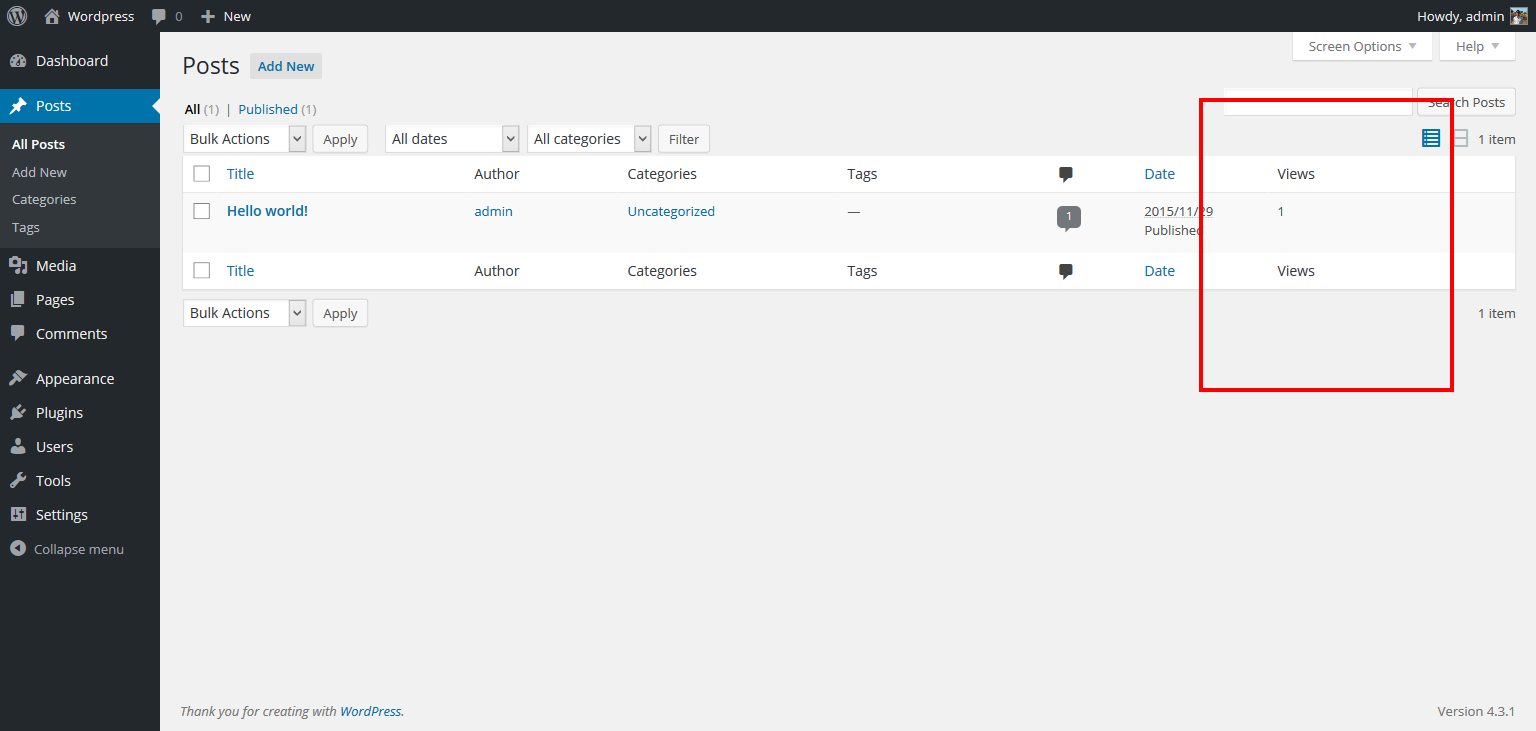 Wordpress 0 New Howdy, admin
Screen Options Help
Dashboard
Posts
All Posts
Add New
Categories
Tags
Media
Pages
Comments
Appearance
Plugins
Users
Tools
Settings
Collapse menu
Posts Add New
All (1) | Published (1) Search Posts
Bulk Actions Apply All dates All categories Filter 1 item
Title Author Categories Tags Date Views
Hello world! admin Uncategorized — 1 2015/11/29 1
Published
Title Author Categories Tags Date Views
Bulk Actions Apply 1 item
Thank you for creating with WordPress. Version 4.3.1